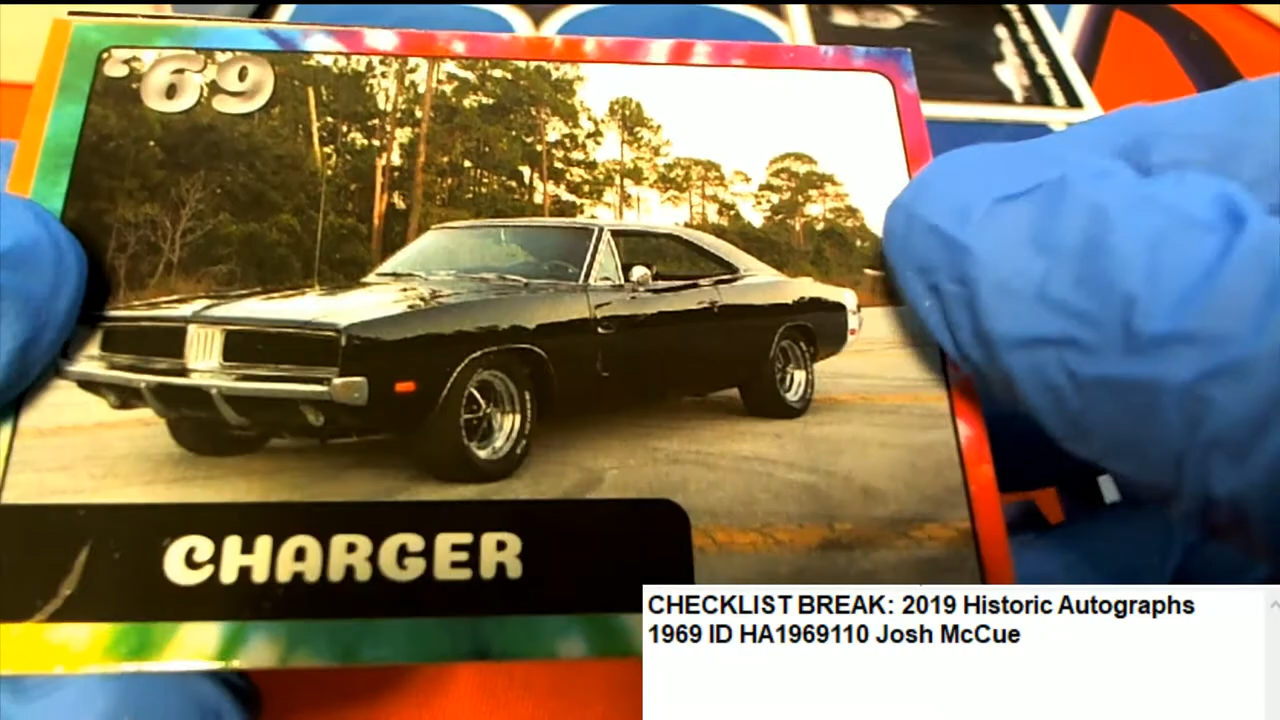 '69
CHARGER
CHECKLIST BREAK: 2019 Historic Autographs
1969 ID HA1969110 Josh McCue